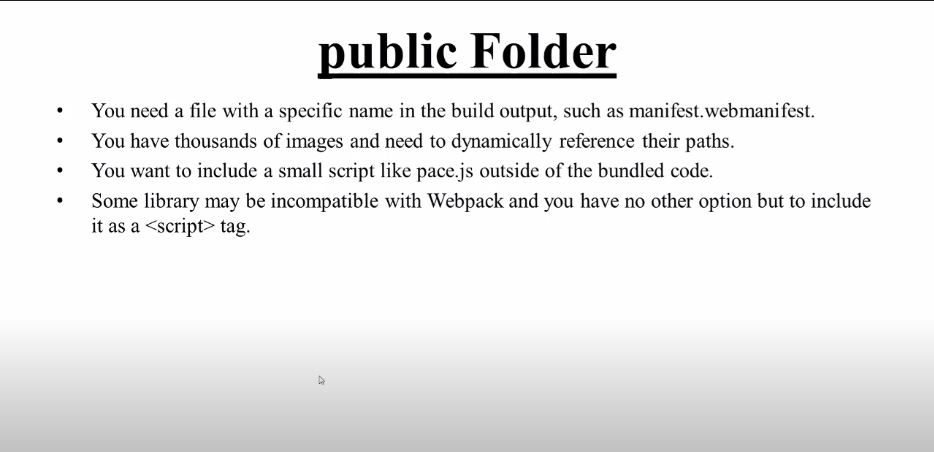 public Folder
• You need a file with a specific name in the build output, such as manifest.webmanifest.
• You have thousands of images and need to dynamically reference their paths.
• You want to include a small script like pace.js outside of the bundled code.
• Some library may be incompatible with Webpack and you have no other option but to include
it as a <script> tag.